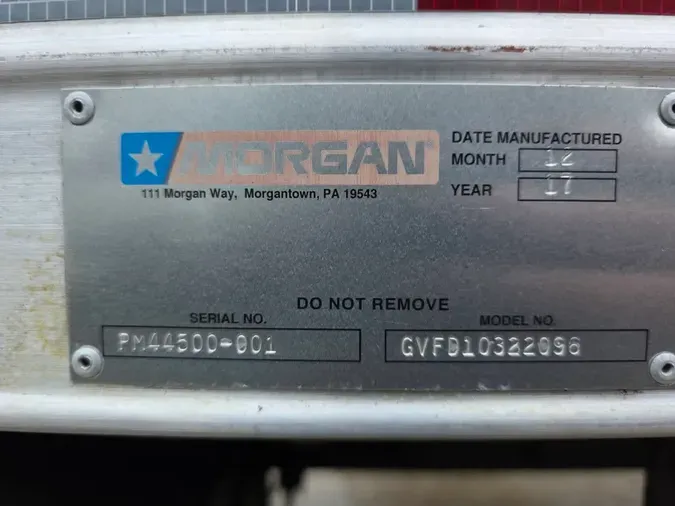 MORGAN
111 Morgan Way, Morgantown, PA 19543
DATE MANUFACTURED
MONTH 12
YEAR 17
DO NOT REMOVE
SERIAL NO.
PM44500-001
MODEL NO.
GVFD10322096